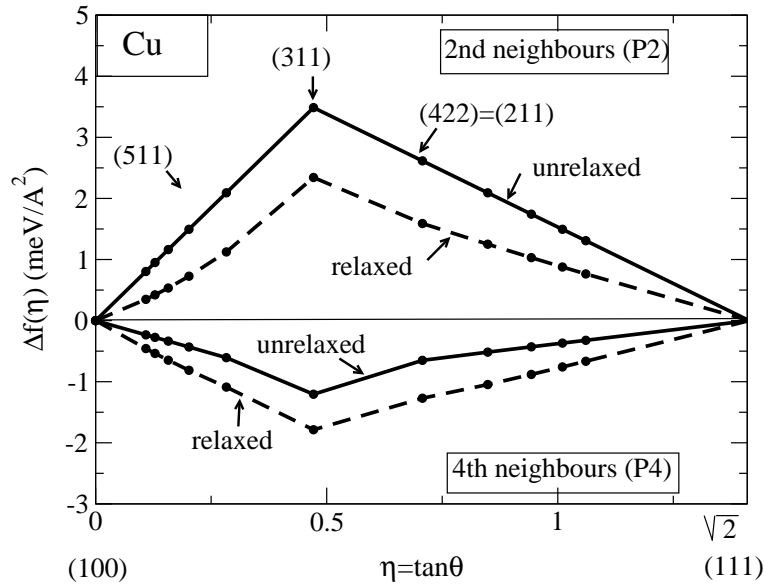 Cu
2nd neighbours (P2)
(311)
(422)=(211)
(511)
unrelaxed
relaxed
unrelaxed
relaxed
4th neighbours (P4)
Δf(η) (meV/A²)
5
4
3
2
1
0
-1
-2
-3
0 0.5 1 √2
(100) η=tanθ (111)